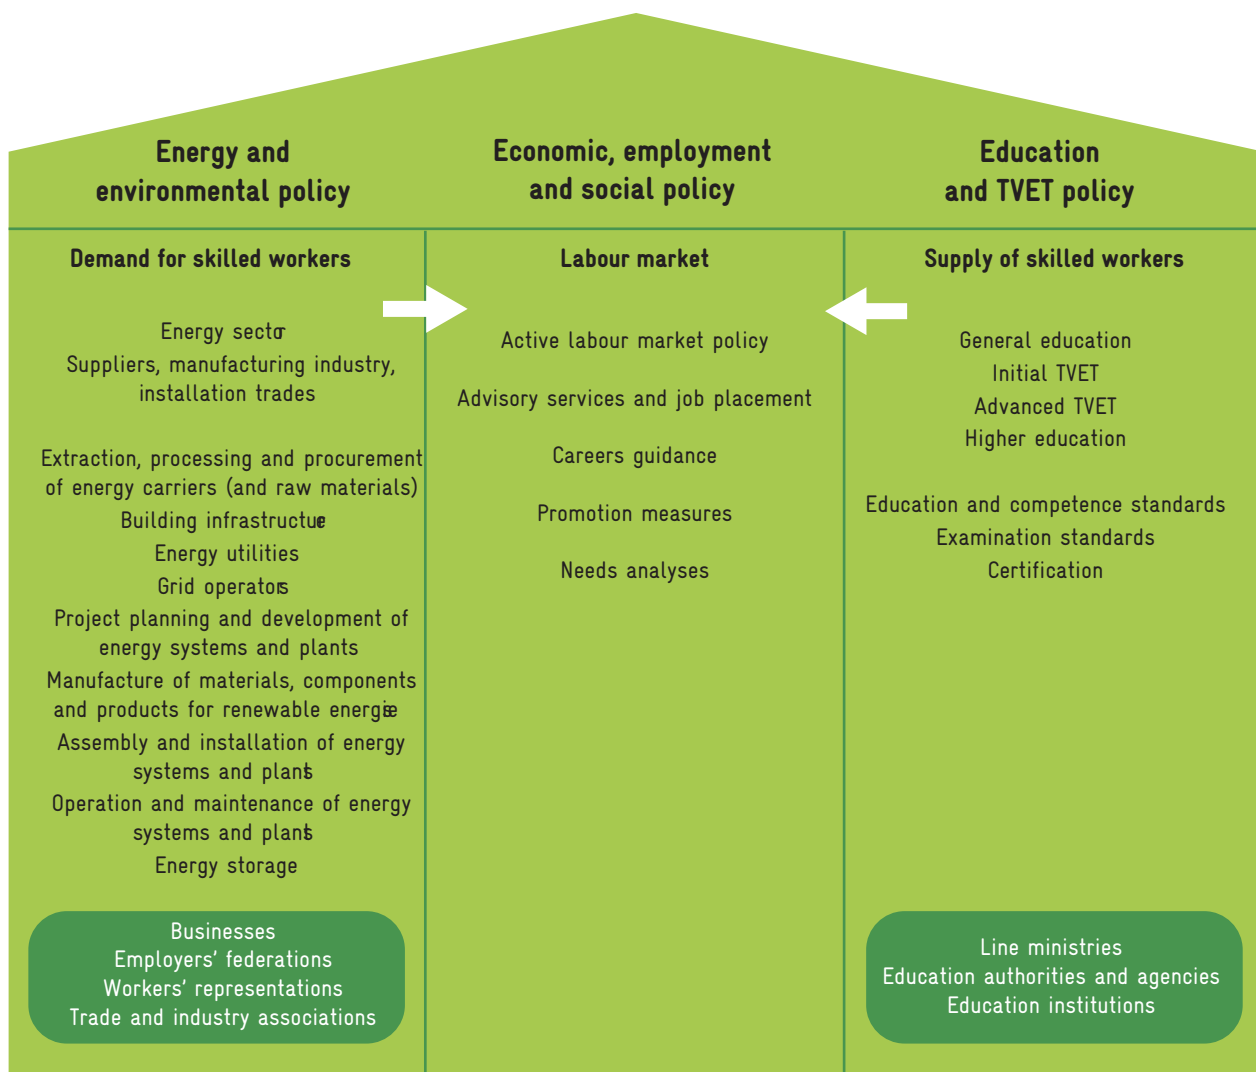 Energy and
environmental policy
Economic, employment
and social policy
Education
and TVET policy
Demand for skilled workers
Energy sector
Suppliers, manufacturing industry,
installation trades
Extraction, processing and procurement
of energy carriers (and raw materials)
Building infrastructure
Energy utilities
Grid operators
Project planning and development of
energy systems and plants
Manufacture of materials, components
and products for renewable energies
Assembly and installation of energy
systems and plants
Operation and maintenance of energy
systems and plants
Energy storage
Businesses
Employers' federations
Workers' representations
Trade and industry associations
Labour market
Active labour market policy
Advisory services and job placement
Careers guidance
Promotion measures
Needs analyses
Supply of skilled workers
General education
Initial TVET
Advanced TVET
Higher education
Education and competence standards
Examination standards
Certification
Line ministries
Education authorities and agencies
Education institutions